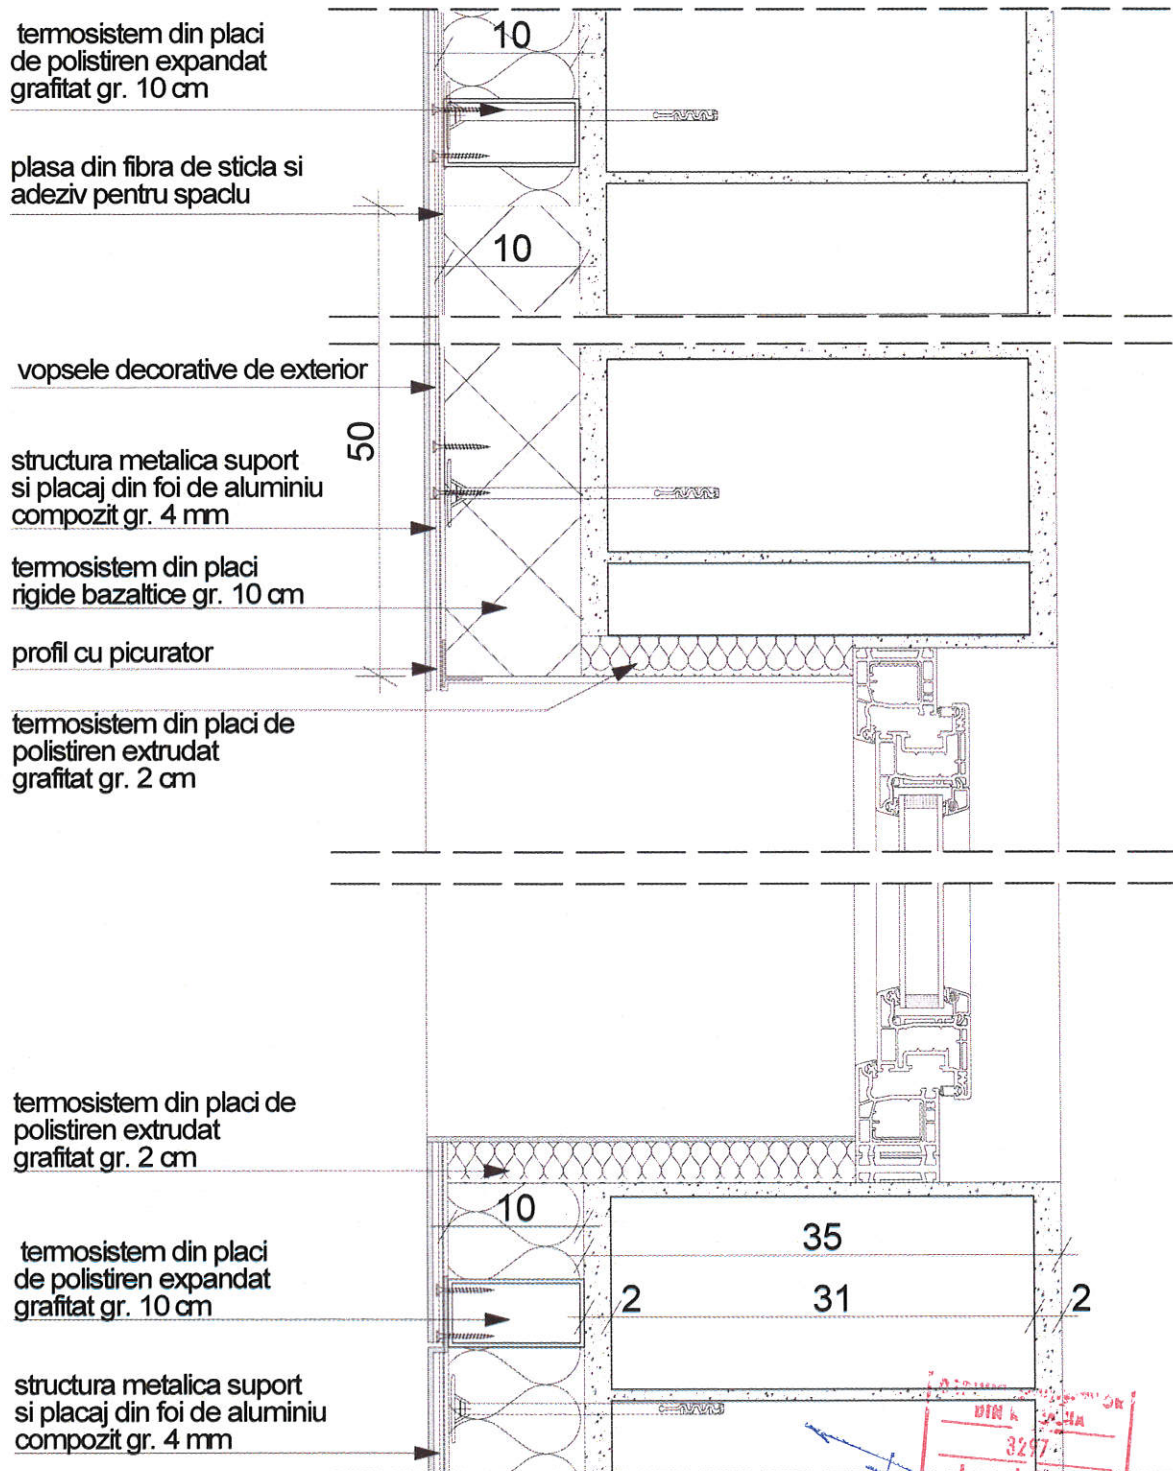 termosistem din placi
de polistiren expandat
grafitat gr. 10 cm
10
plasa din fibra de sticla si
adeziv pentru spaclu
10
vopsele decorative de exterior
50
structura metalica suport
si placaj din foi de aluminiu
compozit gr. 4 mm
termosistem din placi
rigide bazaltice gr. 10 cm
profil cu picurator
termosistem din placi de
polistiren extrudat
grafitat gr. 2 cm
termosistem din placi de
polistiren extrudat
grafitat gr. 2 cm
10
35
termosistem din placi
de polistiren expandat
grafitat gr. 10 cm
2
31
2
structura metalica suport
si placaj din foi de aluminiu
compozit gr. 4 mm
DIN
3297